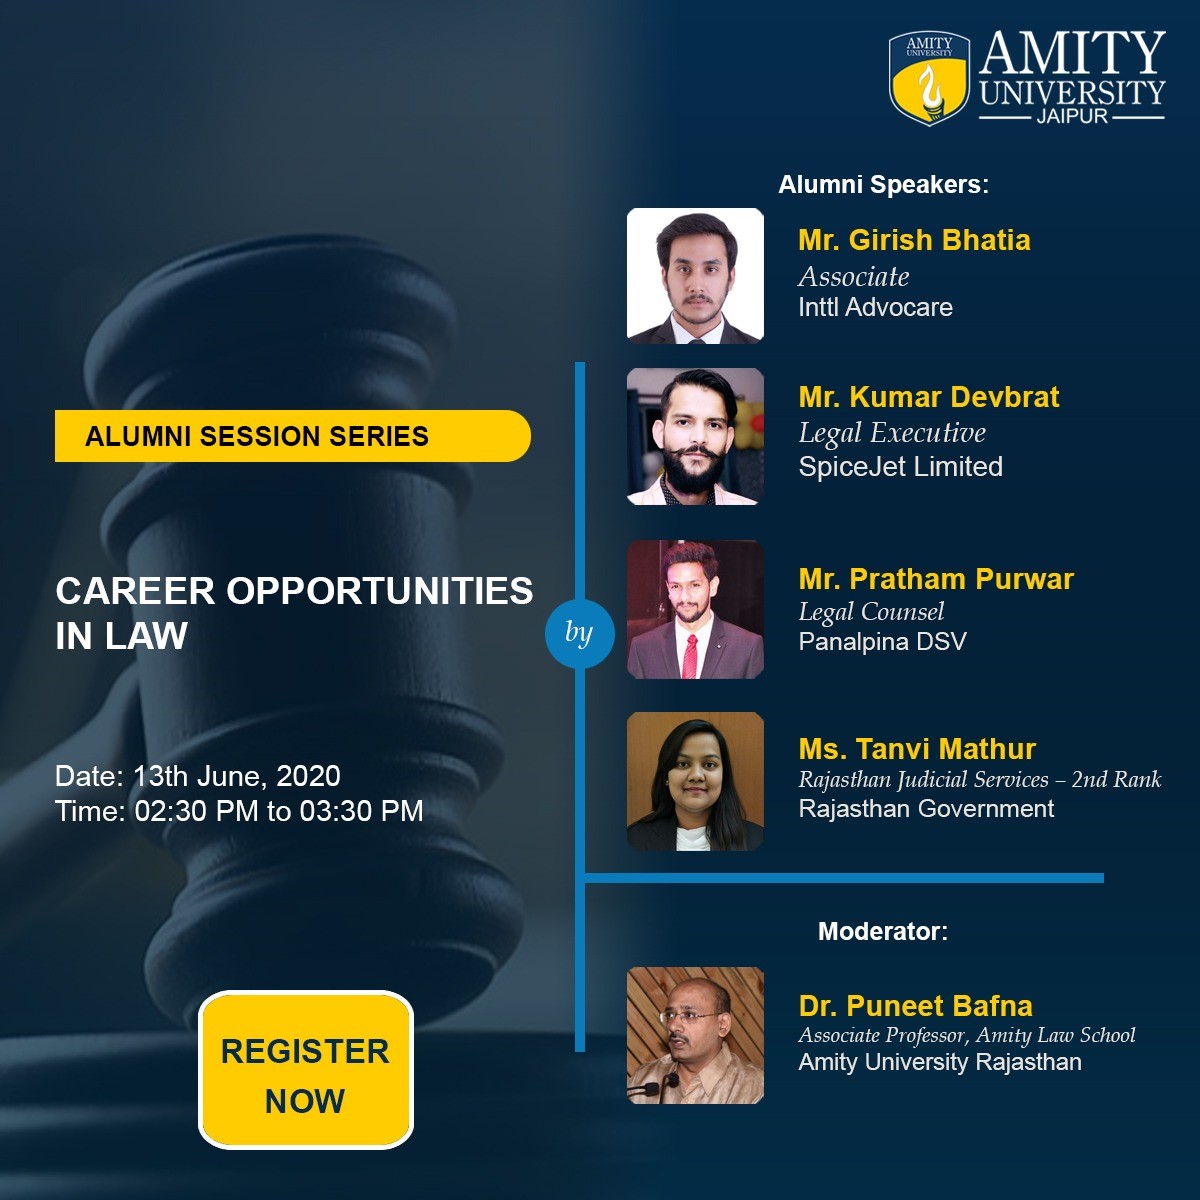 AMITY
UNIVERSITY
AMITY
UNIVERSITY
JAIPUR
Alumni Speakers:
Mr. Girish Bhatia
Associate
Inttl Advocare
Mr. Kumar Devbrat
Legal Executive
SpiceJet Limited
ALUMNI SESSION SERIES
CAREER OPPORTUNITIES
IN LAW
by
Mr. Pratham Purwar
Legal Counsel
Panalpina DSV
Date: 13th June, 2020
Time: 02:30 PM to 03:30 PM
Ms. Tanvi Mathur
Rajasthan Judicial Services – 2nd Rank
Rajasthan Government
Moderator:
Dr. Puneet Bafna
Associate Professor, Amity Law School
Amity University Rajasthan
REGISTER
NOW